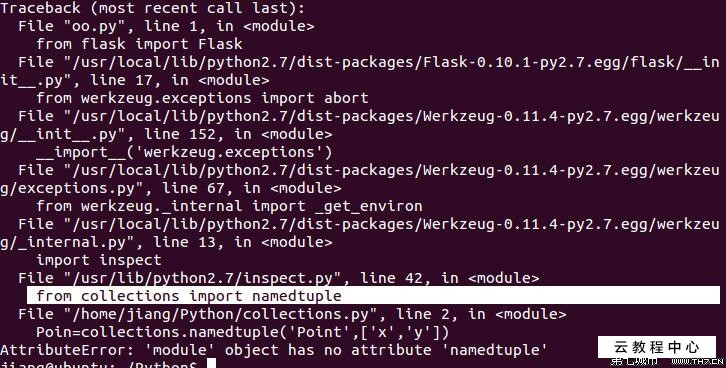 Traceback (most recent call last):
File "oo.py", line 1, in <module>
from flask import Flask
File "/usr/local/lib/python2.7/dist-packages/Flask-0.10.1-py2.7.egg/flask/__in
it__.py", line 17, in <module>
from werkzeug.exceptions import abort
File "/usr/local/lib/python2.7/dist-packages/Werkzeug-0.11.4-py2.7.egg/werkzeu
g/__init__.py", line 152, in <module>
__import__('werkzeug.exceptions')
File "/usr/local/lib/python2.7/dist-packages/Werkzeug-0.11.4-py2.7.egg/werkzeu
g/exceptions.py", line 67, in <module>
from werkzeug._internal import _get_environ
File "/usr/local/lib/python2.7/dist-packages/Werkzeug-0.11.4-py2.7.egg/werkzeu
g/_internal.py", line 13, in <module>
import inspect
File "/usr/lib/python2.7/inspect.py", line 42, in <module>
from collections import namedtuple
File "/home/jiang/Python/collections.py", line 2, in <module>
Poin=collections.namedtuple('Point',['x','y'])
AttributeError: 'module' object has no attribute 'namedtuple'
云教程中心
jiang@ubuntu:~/Python$
第七城市 WWW.TH7.CN